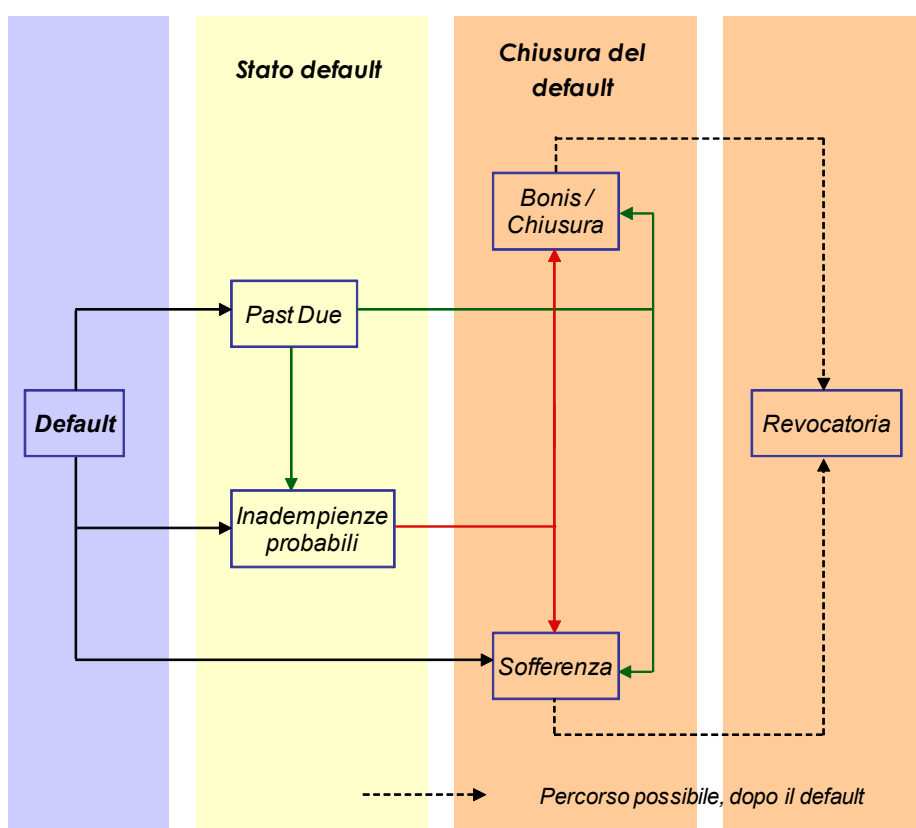 Stato default
Chiusura del
default
Bonis /
Chiusura
Past Due
Default
Revocatoria
Inadempienze
probabili
Sofferenza
Percorso possibile, dopo il default